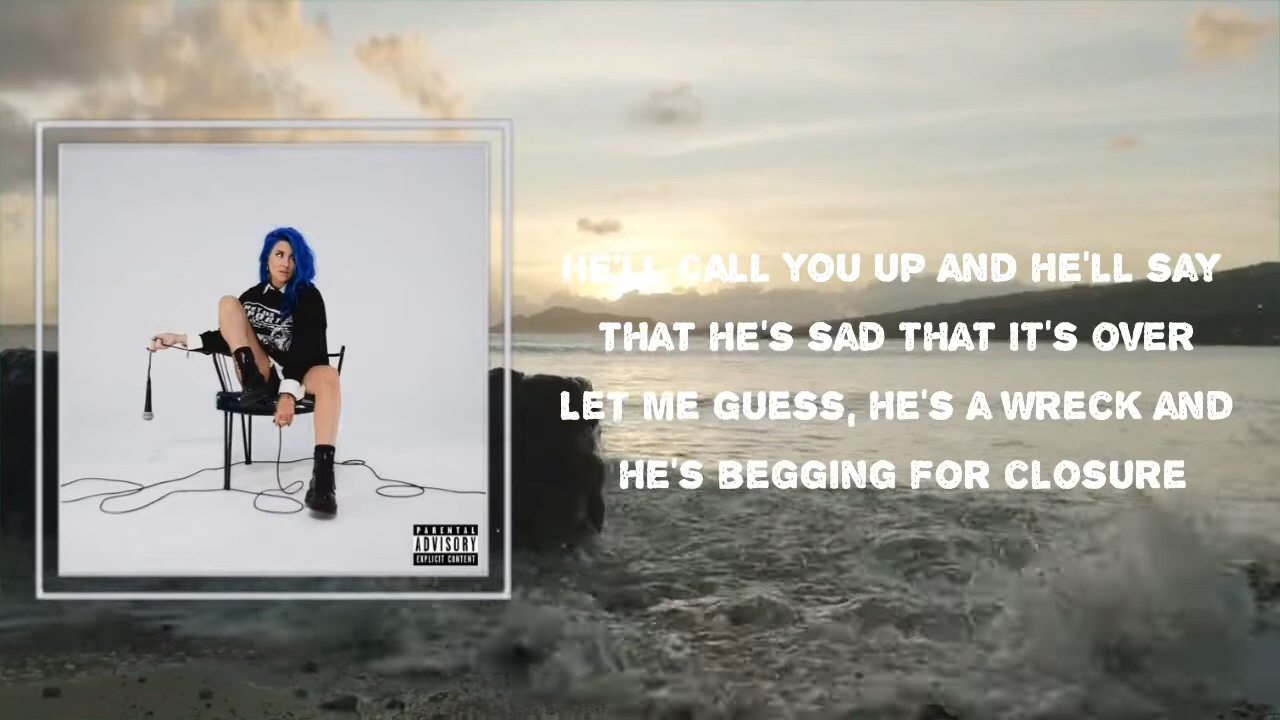 HE'LL CALL YOU UP AND HE'LL SAY
THAT HE'S SAD THAT IT'S OVER
LET ME GUESS, HE'S A WRECK AND
HE'S BEGGING FOR CLOSURE
PARENTAL
ADVISORY
EXPLICIT CONTENT